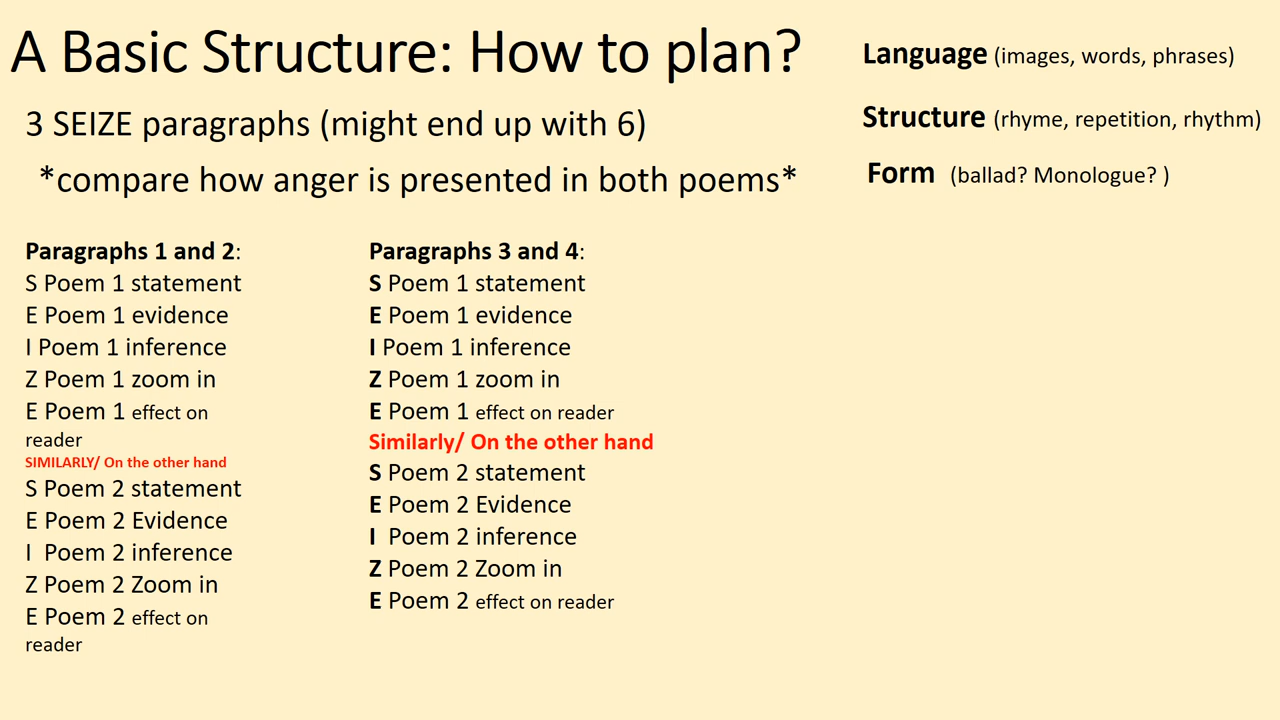 A Basic Structure: How to plan?
3 SEIZE paragraphs (might end up with 6)
*compare how anger is presented in both poems*
Language (images, words, phrases)
Structure (rhyme, repetition, rhythm)
Form (ballad? Monologue? )
Paragraphs 1 and 2:
S Poem 1 statement
E Poem 1 evidence
I Poem 1 inference
Z Poem 1 zoom in
E Poem 1 effect on
reader
SIMILARLY/ On the other hand
S Poem 2 statement
E Poem 2 Evidence
I Poem 2 inference
Z Poem 2 Zoom in
E Poem 2 effect on
reader
Paragraphs 3 and 4:
S Poem 1 statement
E Poem 1 evidence
I Poem 1 inference
Z Poem 1 zoom in
E Poem 1 effect on reader
Similarly/ On the other hand
S Poem 2 statement
E Poem 2 Evidence
I Poem 2 inference
Z Poem 2 Zoom in
E Poem 2 effect on reader